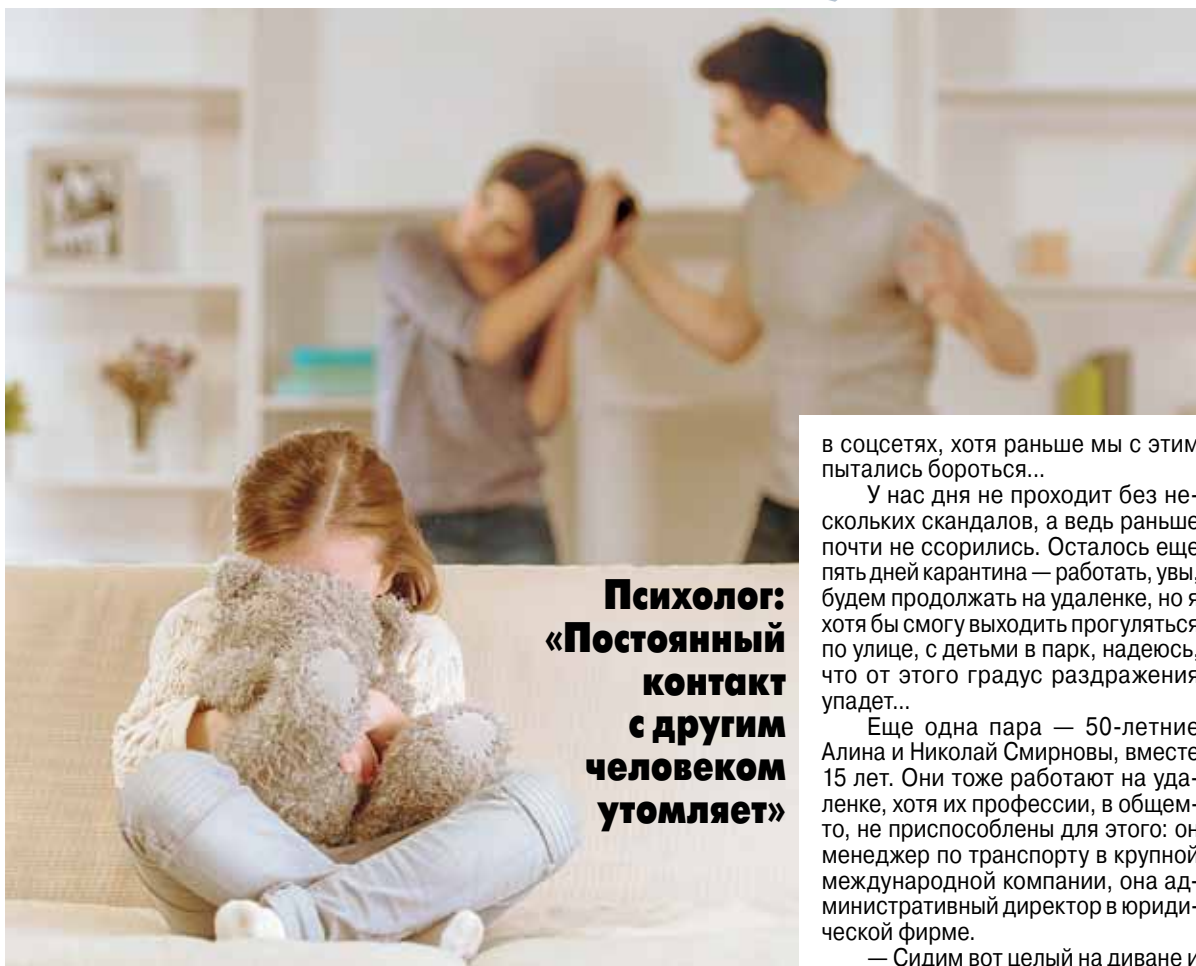 Психолог:
«Постоянный
контакт
с другим
человеком
утомляет»
в соцсетях, хотя раньше мы с этим
пытались бороться...
У нас дня не проходит без не-
скольких скандалов, а ведь раньше
почти не ссорились. Осталось еще
пять дней карантина — работать, увы,
будем продолжать на удаленке, но я
хотя бы смогу выходить прогуляться
по улице, с детьми в парк, надеюсь,
что от этого градус раздражения
упадет...
Еще одна пара — 50-летние
Алина и Николай Смирновы, вместе
15 лет. Они тоже работают на уда-
ленке, хотя их профессии, в общем-
то, не приспособлены для этого: он
менеджер по транспорту в крупной
международной компании, она ад-
министративный директор в юриди-
ческой фирме.
— Сидим вот целый на диване и